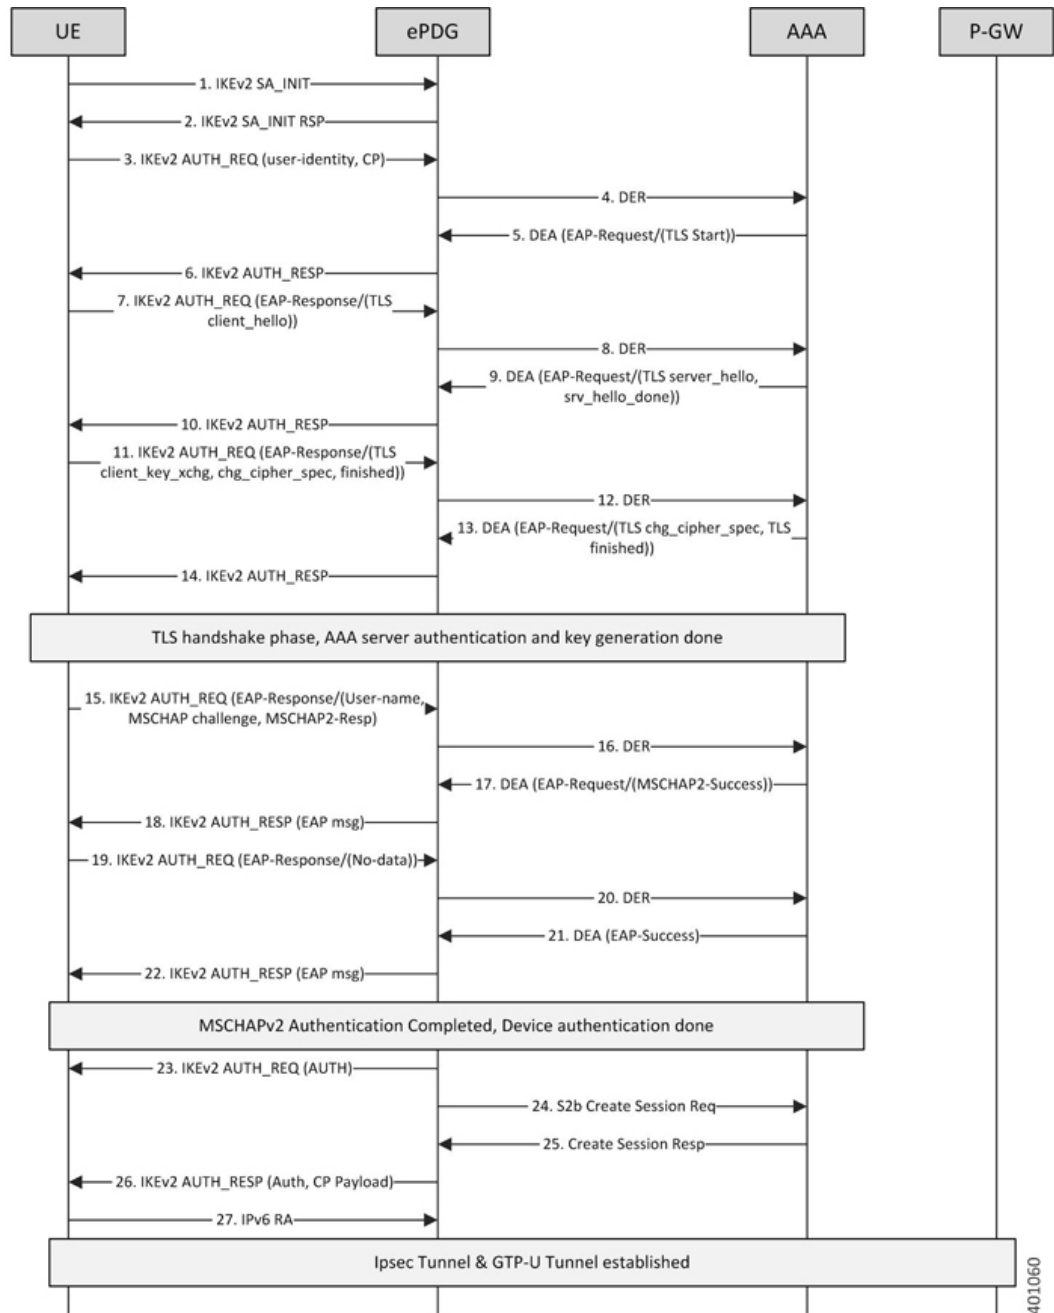 UE
ePDG
AAA
P-GW
1. IKEv2 SA_INIT
2. IKEv2 SA_INIT RSP
3. IKEv2 AUTH_REQ (user-identity, CP)
4. DER
5. DEA (EAP-Request/(TLS Start))
6. IKEv2 AUTH_RESP
7. IKEv2 AUTH_REQ (EAP-Response/(TLS
client_hello))
8. DER
9. DEA (EAP-Request/(TLS server_hello,
srv_hello_done))
10. IKEv2 AUTH_RESP
11. IKEv2 AUTH_REQ (EAP-Response/(TLS
client_key_xchg, chg_cipher_spec, finished))
12. DER
13. DEA (EAP-Request/(TLS chg_cipher_spec, TLS
finished))
14. IKEv2 AUTH_RESP
TLS handshake phase, AAA server authentication and key generation done
15. IKEv2 AUTH_REQ (EAP-Response/(User-name,
MSCHAP challenge, MSCHAP2-Resp)
16. DER
17. DEA (EAP-Request/(MSCHAP2-Success))
18. IKEv2 AUTH_RESP (EAP msg)
19. IKEv2 AUTH_REQ (EAP-Response/(No-data))
20. DER
21. DEA (EAP-Success)
22. IKEv2 AUTH_RESP (EAP msg)
MSCHAPv2 Authentication Completed, Device authentication done
23. IKEv2 AUTH_REQ (AUTH)
24. S2b Create Session Req
25. Create Session Resp
26. IKEv2 AUTH_RESP (Auth, CP Payload)
27. IPv6 RA
Ipsec Tunnel & GTP-U Tunnel established
401060